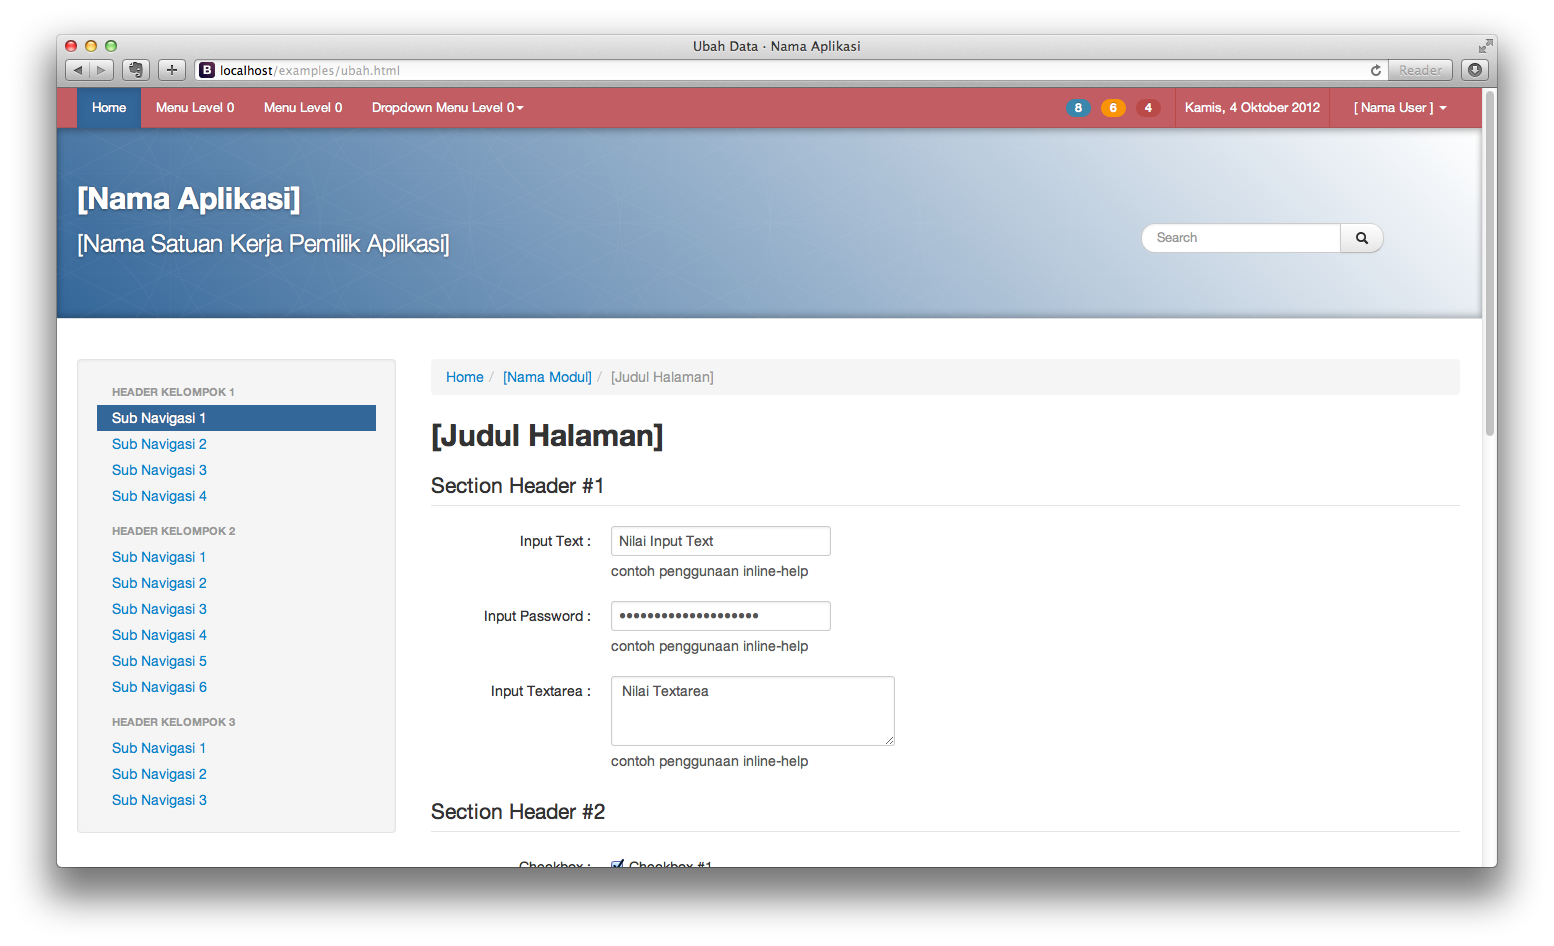 Ubah Data · Nama Aplikasi
B localhost/examples/ubah.html Reader
Home Menu Level 0 Menu Level 0 Dropdown Menu Level 0 8 6 4 Kamis, 4 Oktober 2012 [ Nama User ]
[Nama Aplikasi]
[Nama Satuan Kerja Pemilik Aplikasi]
Search
HEADER KELOMPOK 1
Sub Navigasi 1
Sub Navigasi 2
Sub Navigasi 3
Sub Navigasi 4
HEADER KELOMPOK 2
Sub Navigasi 1
Sub Navigasi 2
Sub Navigasi 3
Sub Navigasi 4
Sub Navigasi 5
Sub Navigasi 6
HEADER KELOMPOK 3
Sub Navigasi 1
Sub Navigasi 2
Sub Navigasi 3
Home / [Nama Modul] / [Judul Halaman]
[Judul Halaman]
Section Header #1
Input Text : Nilai Input Text
contoh penggunaan inline-help
Input Password : ••••••••••••••••••••
contoh penggunaan inline-help
Input Textarea : Nilai Textarea
contoh penggunaan inline-help
Section Header #2
Checkbox : Checkbox #1